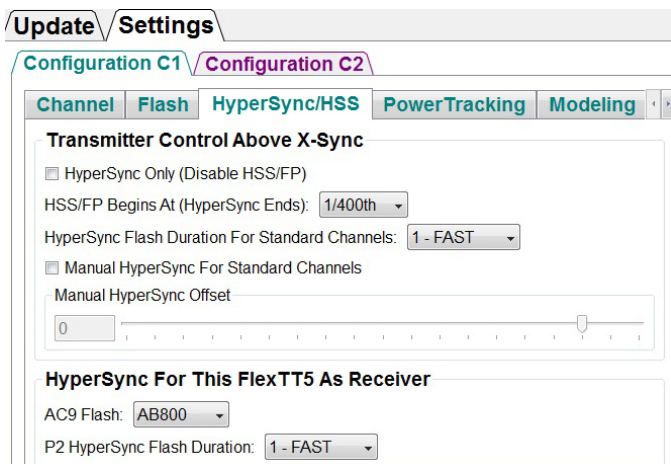 Update Settings
Configuration C1 Configuration C2
Channel Flash HyperSync/HSS PowerTracking Modeling
Transmitter Control Above X-Sync
HyperSync Only (Disable HSS/FP)
HSS/FP Begins At (HyperSync Ends): 1/400th
HyperSync Flash Duration For Standard Channels: 1 - FAST
Manual HyperSync For Standard Channels
Manual HyperSync Offset
0
HyperSync For This FlexTT5 As Receiver
AC9 Flash: AB800
P2 HyperSync Flash Duration: 1 - FAST